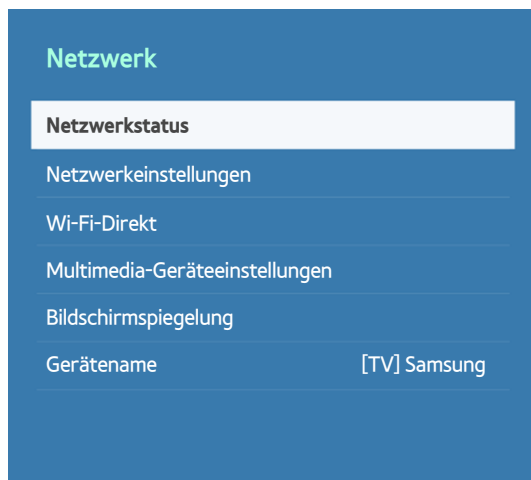 Netzwerk
Netzwerkstatus
Netzwerkeinstellungen
Wi-Fi-Direkt
Multimedia-Geräteeinstellungen
Bildschirmspiegelung
Gerätename [TV] Samsung